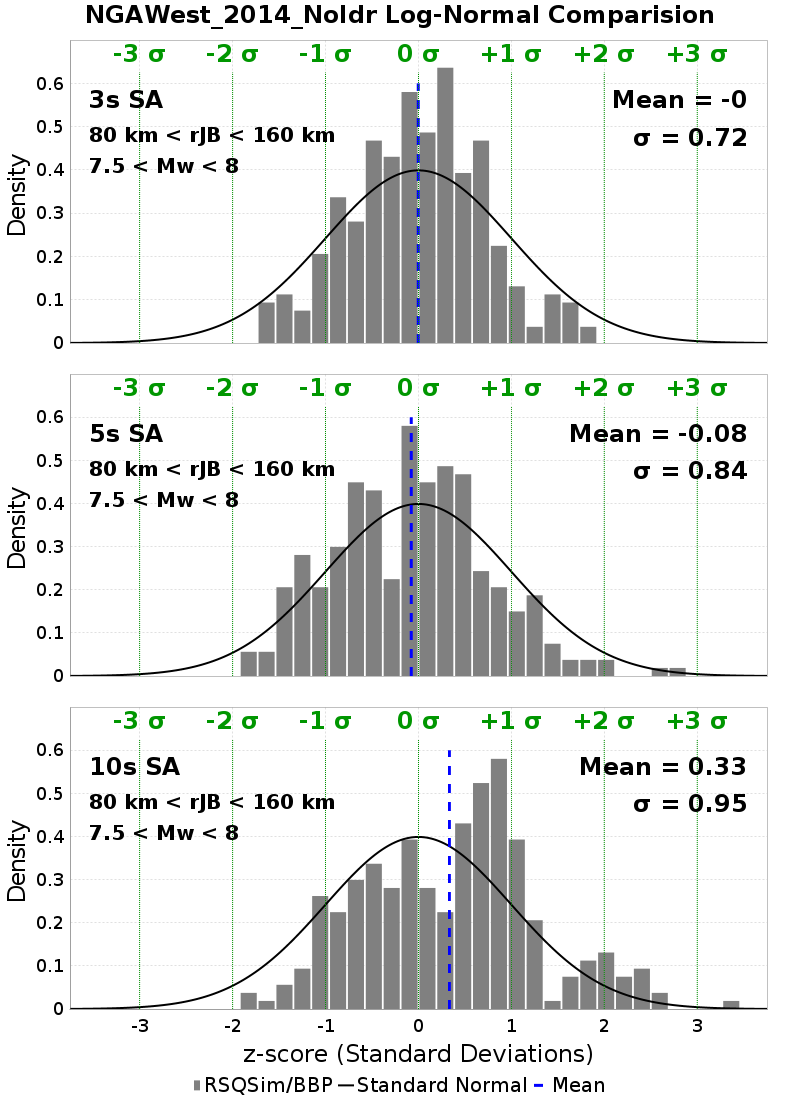 NGAWest_2014_NoIdr Log-Normal Comparision
-3 σ -2 σ -1 σ 0 σ +1 σ +2 σ +3 σ
0.6
3s SA Mean = -0
0.5
80 km < rJB < 160 km σ = 0.72
7.5 < Mw < 8
0.4
Density
0.3
0.2
0.1
0
-3 σ -2 σ -1 σ 0 σ +1 σ +2 σ +3 σ
0.6
5s SA Mean = -0.08
0.5
80 km < rJB < 160 km σ = 0.84
7.5 < Mw < 8
0.4
Density
0.3
0.2
0.1
0
-3 σ -2 σ -1 σ 0 σ +1 σ +2 σ +3 σ
0.6
10s SA Mean = 0.33
0.5
80 km < rJB < 160 km σ = 0.95
7.5 < Mw < 8
0.4
Density
0.3
0.2
0.1
0
-3 -2 -1 0 1 2 3
z-score (Standard Deviations)
RSQSim/BBP Standard Normal Mean